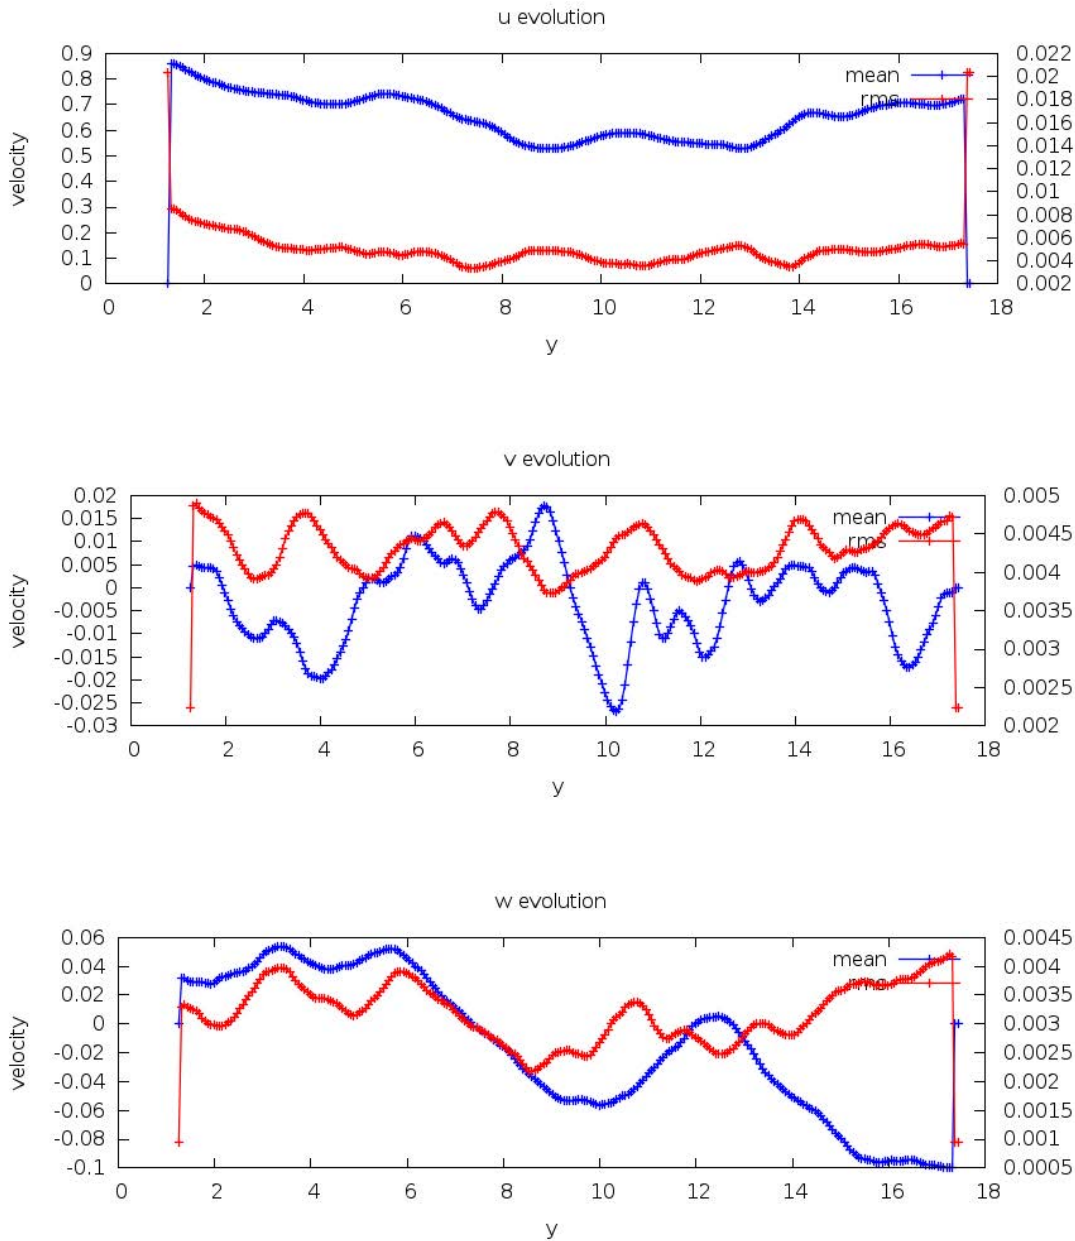 u evolution
0.9 0.022
0.8 mean 0.02
0.7 rms 0.018
0.6 0.016
0.5 0.014
0.4 0.012
0.3 0.01
0.2 0.008
0.1 0.006
0 0.004
0.002
velocity
0 2 4 6 8 10 12 14 16 18
y
v evolution
0.02 0.005
0.015 mean
0.01 rms 0.0045
0.005 0.004
0
-0.005 0.0035
-0.01
-0.015 0.003
-0.02 0.0025
-0.025
-0.03 0.002
velocity
0 2 4 6 8 10 12 14 16 18
y
w evolution
0.06 0.0045
0.04 mean 0.004
0.02 rms 0.0035
0 0.003
-0.02 0.0025
-0.04 0.002
-0.06 0.0015
-0.08 0.001
-0.1 0.0005
velocity
0 2 4 6 8 10 12 14 16 18
y